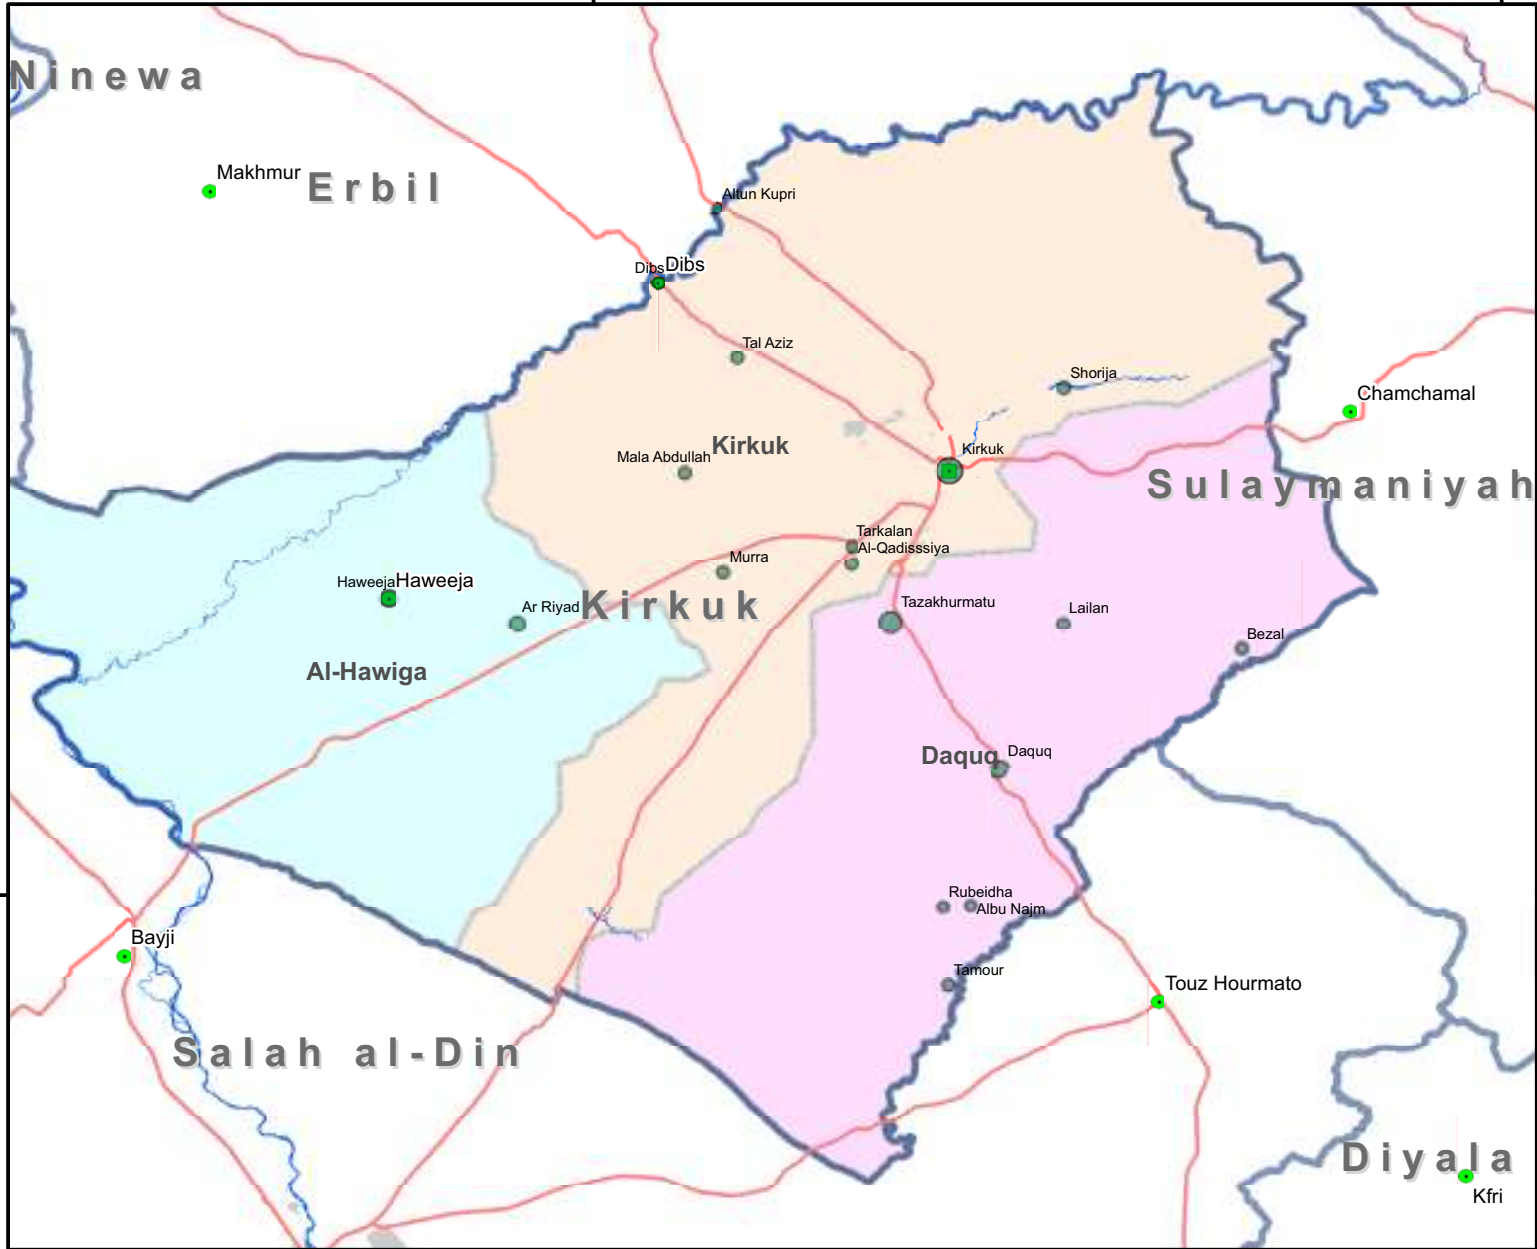 Ninewa
Makhmur
Erbil
Altun Kupri
Dibs
Dibs
Tal Aziz
Shorija
Chamchamal
Kirkuk
Kirkuk
Mala Abdullah
Sulaymaniyah
Tarkalan
Al-Qadisssiya
Murra
Haweeja
Haweeja
Ar Riyad
Kirkuk
Tazakhurmatu
Lailan
Bezal
Al-Hawiga
Daquq
Daquq
Rubeidha
Albu Najm
Bayji
Tamour
Touz Hourmato
Salah al-Din
Diyala
Kfri